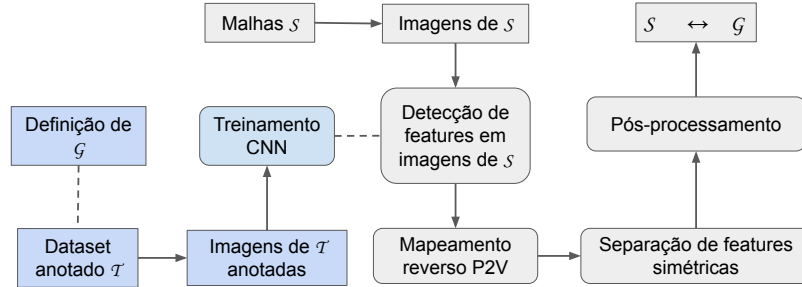 Malhas 𝒮
Imagens de 𝒮
𝒮 ↔ 𝒢
Definição de
𝒢
Treinamento
CNN
Detecção de
features em
imagens de 𝒮
Pós-processamento
Dataset
anotado 𝒯
Imagens de 𝒯
anotadas
Mapeamento
reverso P2V
Separação de features
simétricas